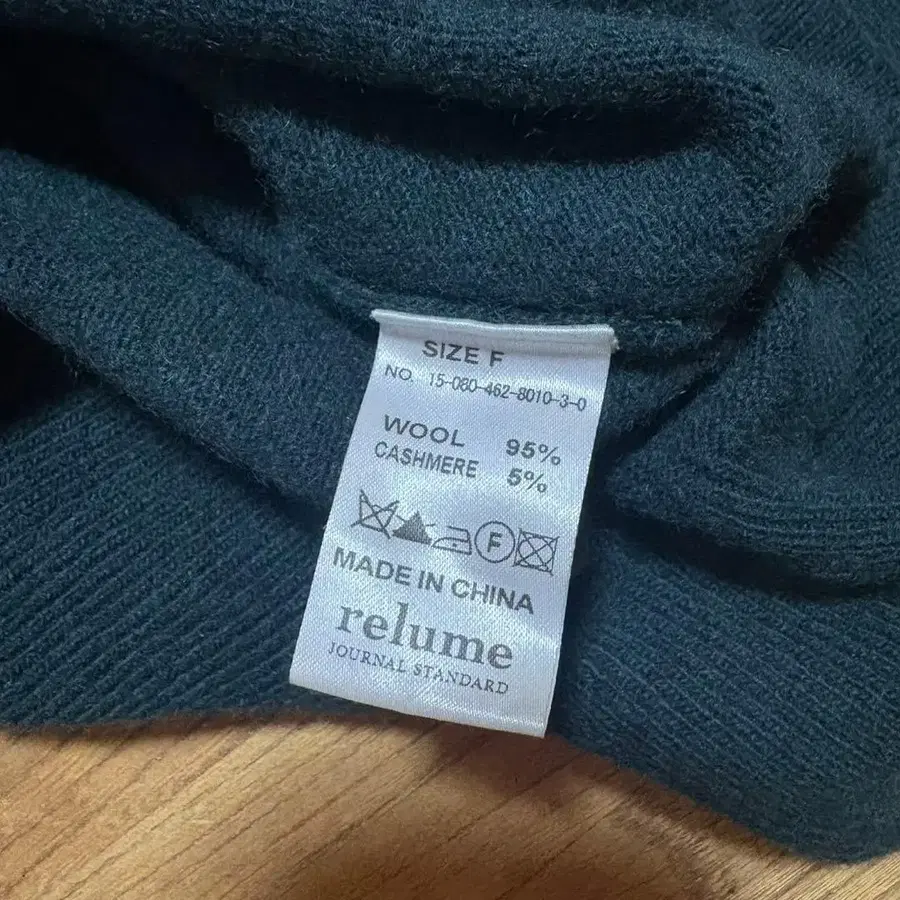 SIZE F
NO. 15-080-462-8010-3-0
WOOL 95%
CASHMERE 5%
F
MADE IN CHINA
relume
JOURNAL STANDARD